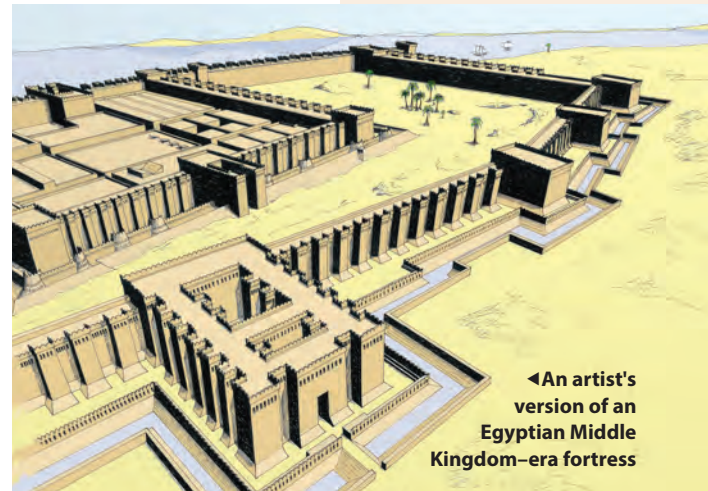 ◄An artist's
version of an
Egyptian Middle
Kingdom–era fortress